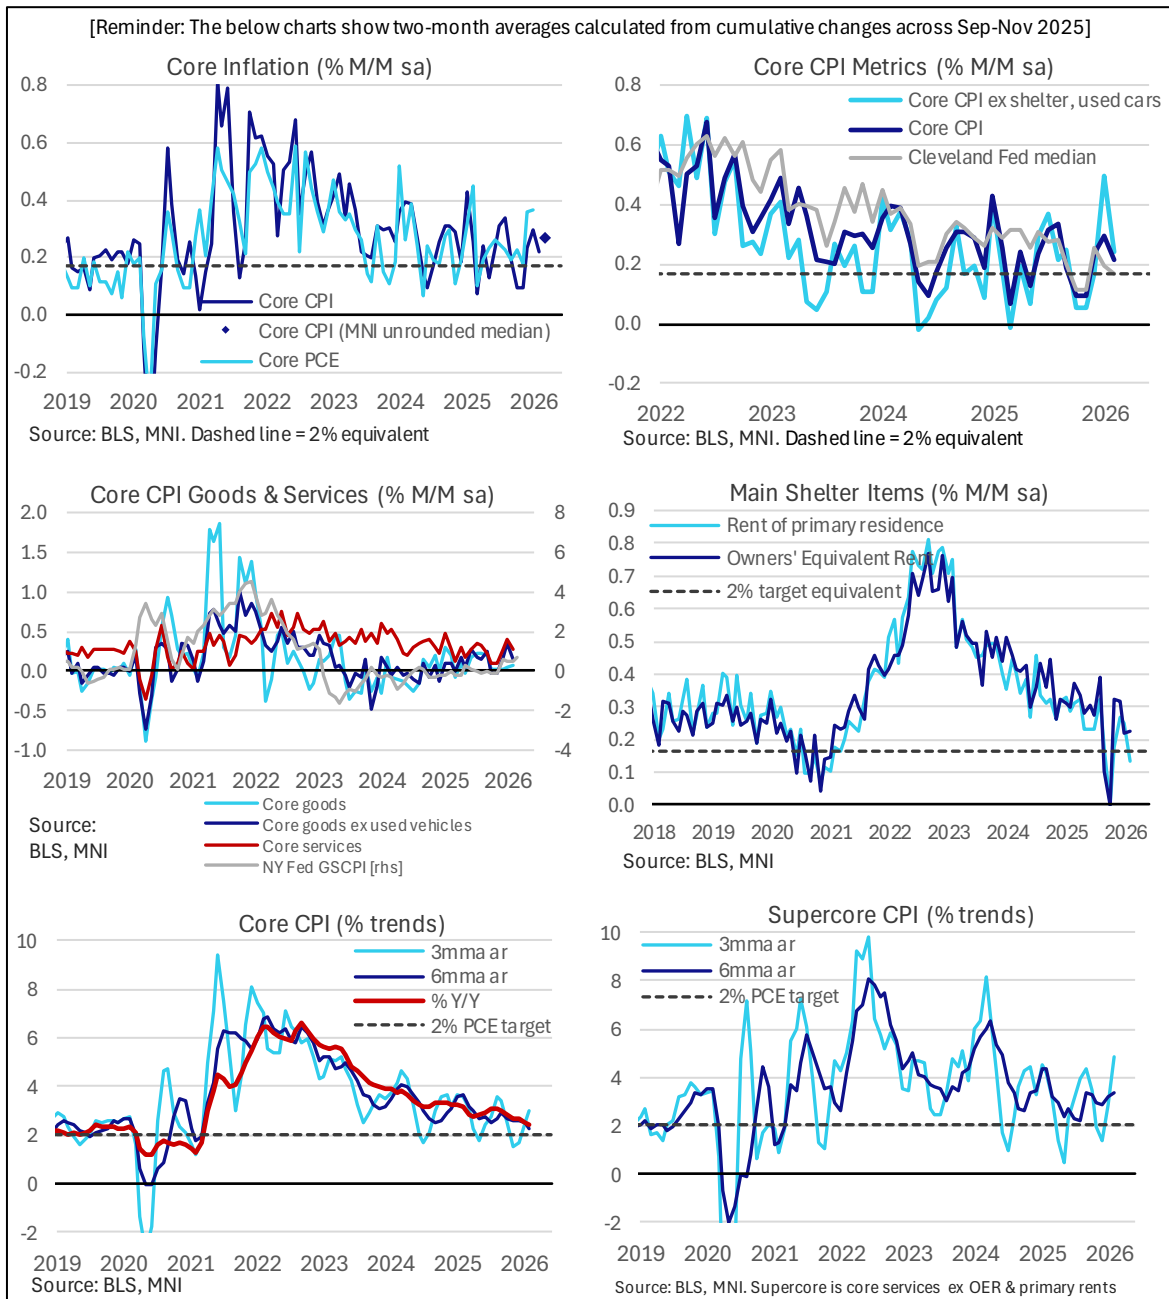 [Reminder: The below charts show two-month averages calculated from cumulative changes across Sep-Nov 2025]
Core Inflation (% M/M sa)
0.8
0.6
0.4
0.2
0.0
-0.2
Core CPI
Core CPI (MNI unrounded median)
Core PCE
2019 2020 2021 2022 2023 2024 2025 2026
Source: BLS, MNI. Dashed line = 2% equivalent
Core CPI Metrics (% M/M sa)
0.8
0.6
0.4
0.2
0.0
-0.2
Core CPI ex shelter, used cars
Core CPI
Cleveland Fed median
2022 2023 2024 2025 2026
Source: BLS, MNI. Dashed line = 2% equivalent
Core CPI Goods & Services (% M/M sa)
2.0 8
1.5 6
1.0 4
0.5 2
0.0 0
-0.5 -2
-1.0 -4
2019 2020 2021 2022 2023 2024 2025 2026
Core goods
Core goods ex used vehicles
Core services
NY Fed GSCPI [rhs]
Source:
BLS, MNI
Main Shelter Items (% M/M sa)
0.9
0.8
0.7
0.6
0.5
0.4
0.3
0.2
0.1
0.0
Rent of primary residence
Owners' Equivalent Rent
2% target equivalent
2018 2019 2020 2021 2022 2023 2024 2025 2026
Source: BLS, MNI
Core CPI (% trends)
10
8
6
4
2
0
-2
3mma ar
6mma ar
% Y/Y
2% PCE target
2019 2020 2021 2022 2023 2024 2025 2026
Source: BLS, MNI
Supercore CPI (% trends)
10
8
6
4
2
0
-2
3mma ar
6mma ar
2% PCE target
2019 2020 2021 2022 2023 2024 2025 2026
Source: BLS, MNI. Supercore is core services ex OER & primary rents